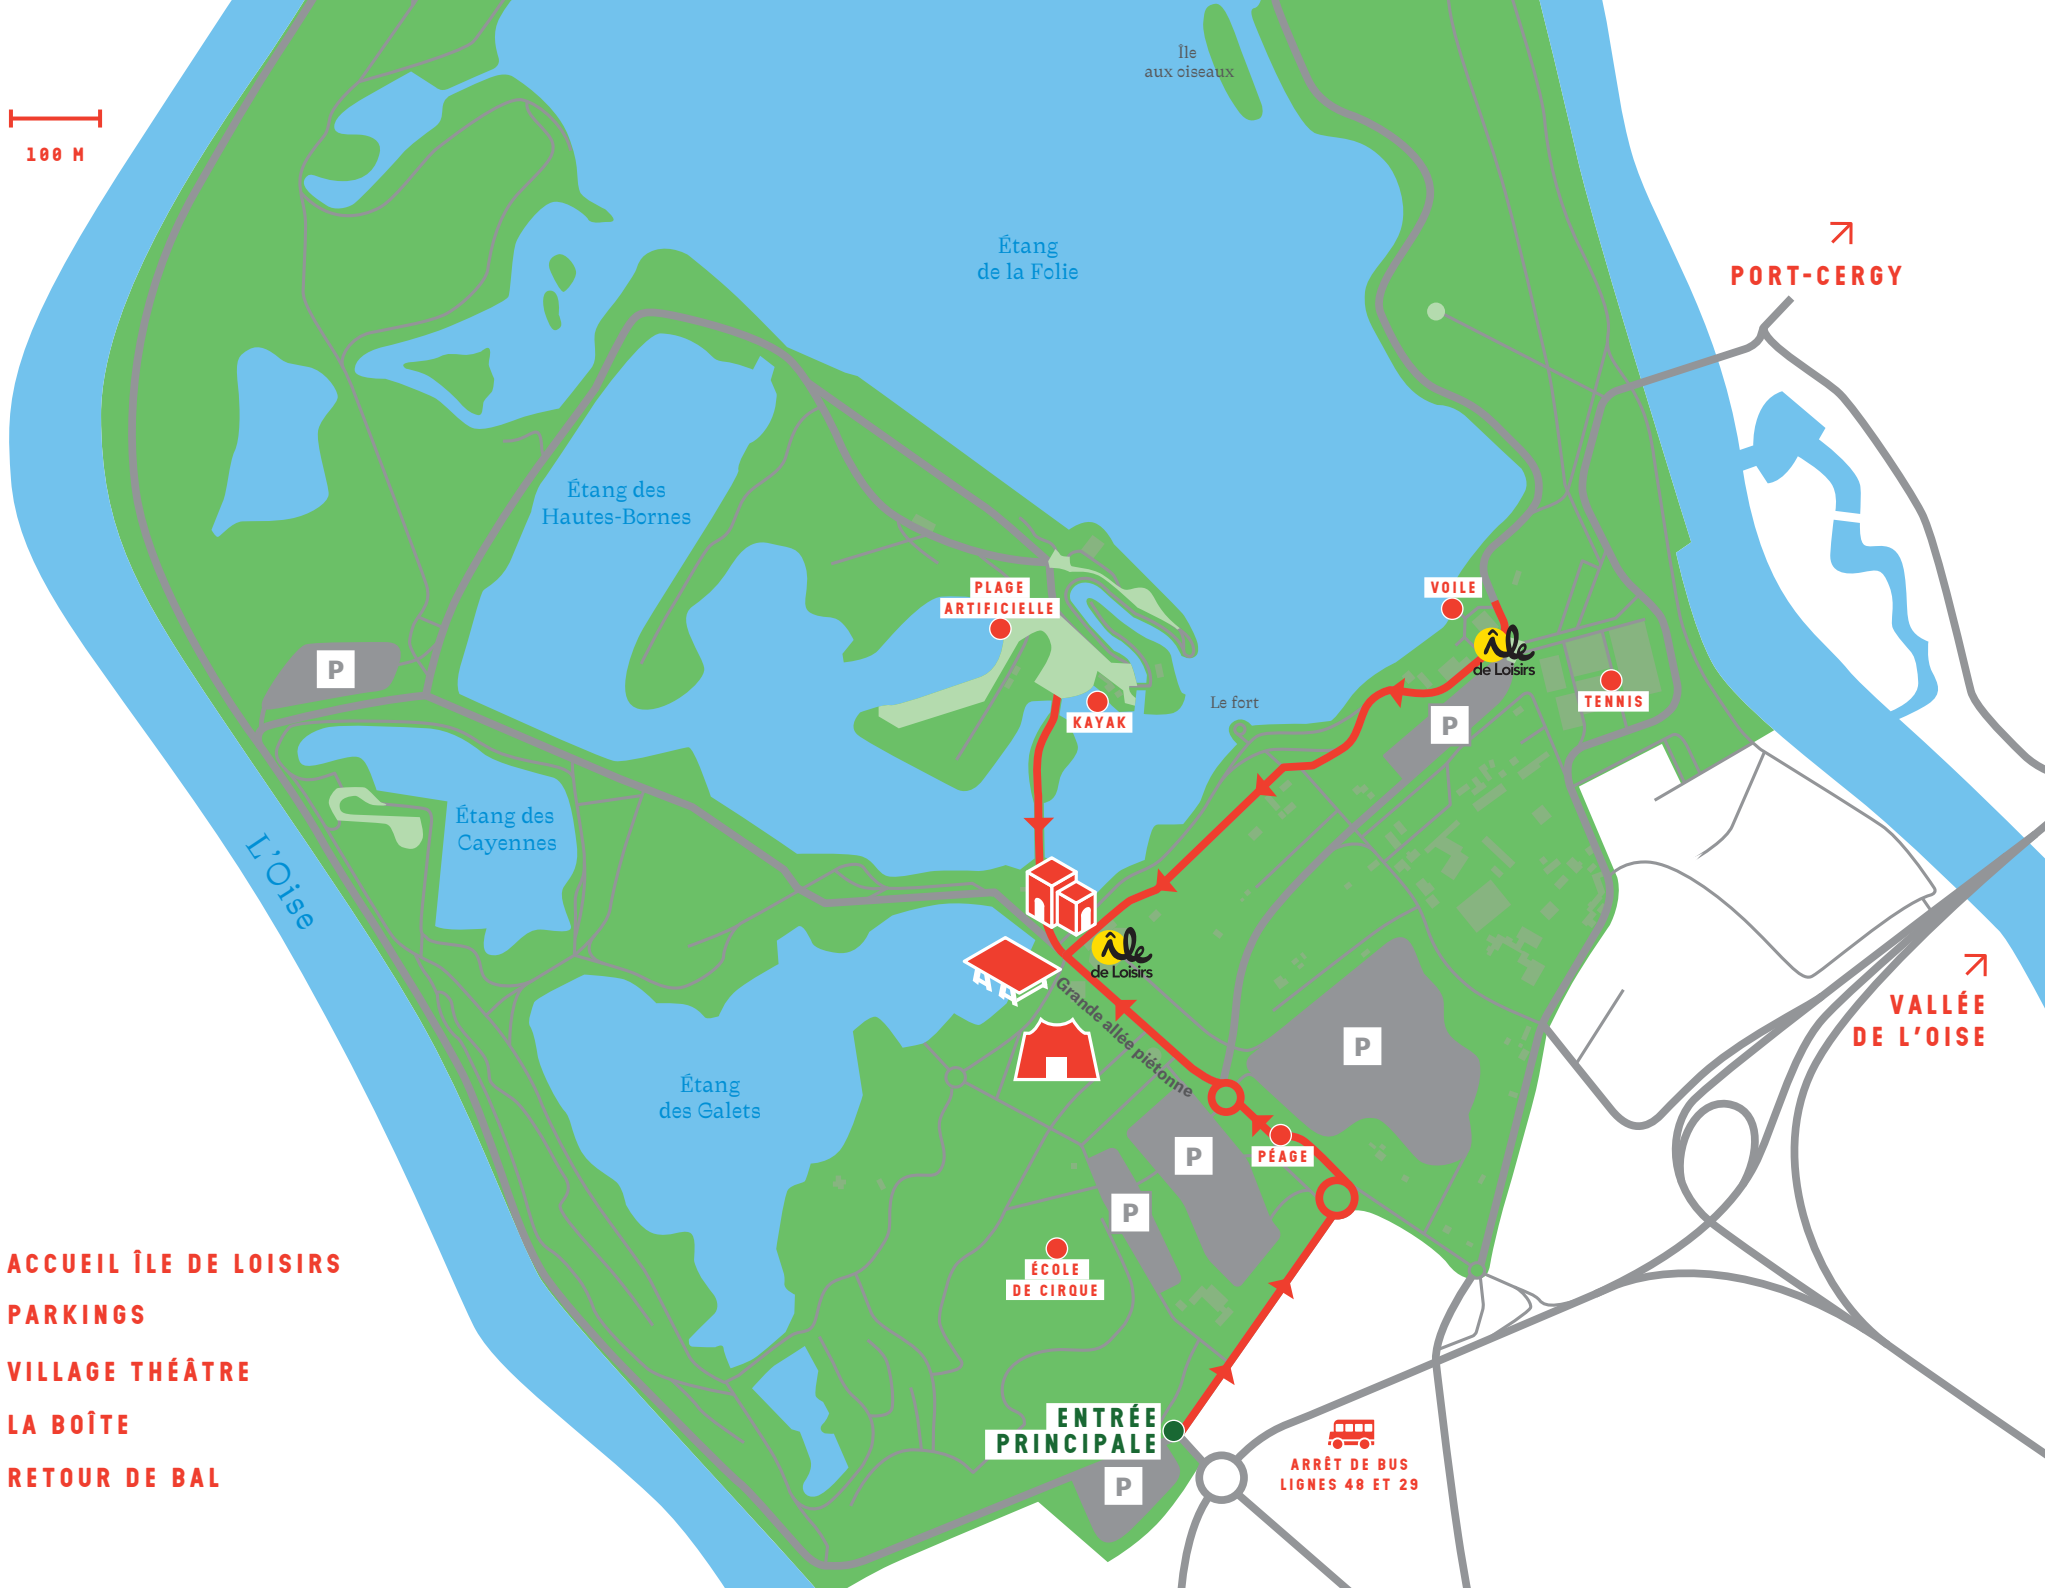 Île
aux oiseaux
100 M
Étang
de la Folie
PORT-CERGY
Étang des
Hautes-Bornes
PLAGE
ARTIFICIELLE
VOILE
île
de Loisirs
P
TENNIS
Le fort
KAYAK
P
Étang des
Cayennes
L'Oise
île
de Loisirs
Grande allée piétonne
VALLÉE
DE L'OISE
P
Étang
des Galets
P
PÉAGE
P
ÉCOLE
DE CIRQUE
ACCUEIL ÎLE DE LOISIRS
PARKINGS
VILLAGE THÉÂTRE
LA BOÎTE
RETOUR DE BAL
ENTRÉE
PRINCIPALE
P
ARRÊT DE BUS
LIGNES 48 ET 29